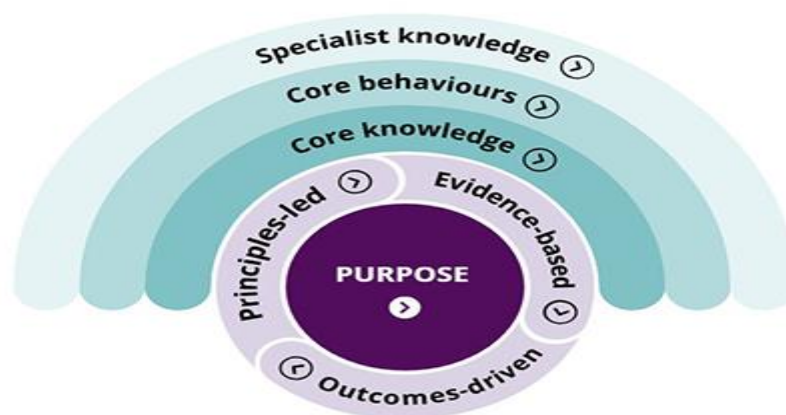 Specialist knowledge
Core behaviours
Core knowledge
Principles-led
Evidence-based
PURPOSE
Outcomes-driven